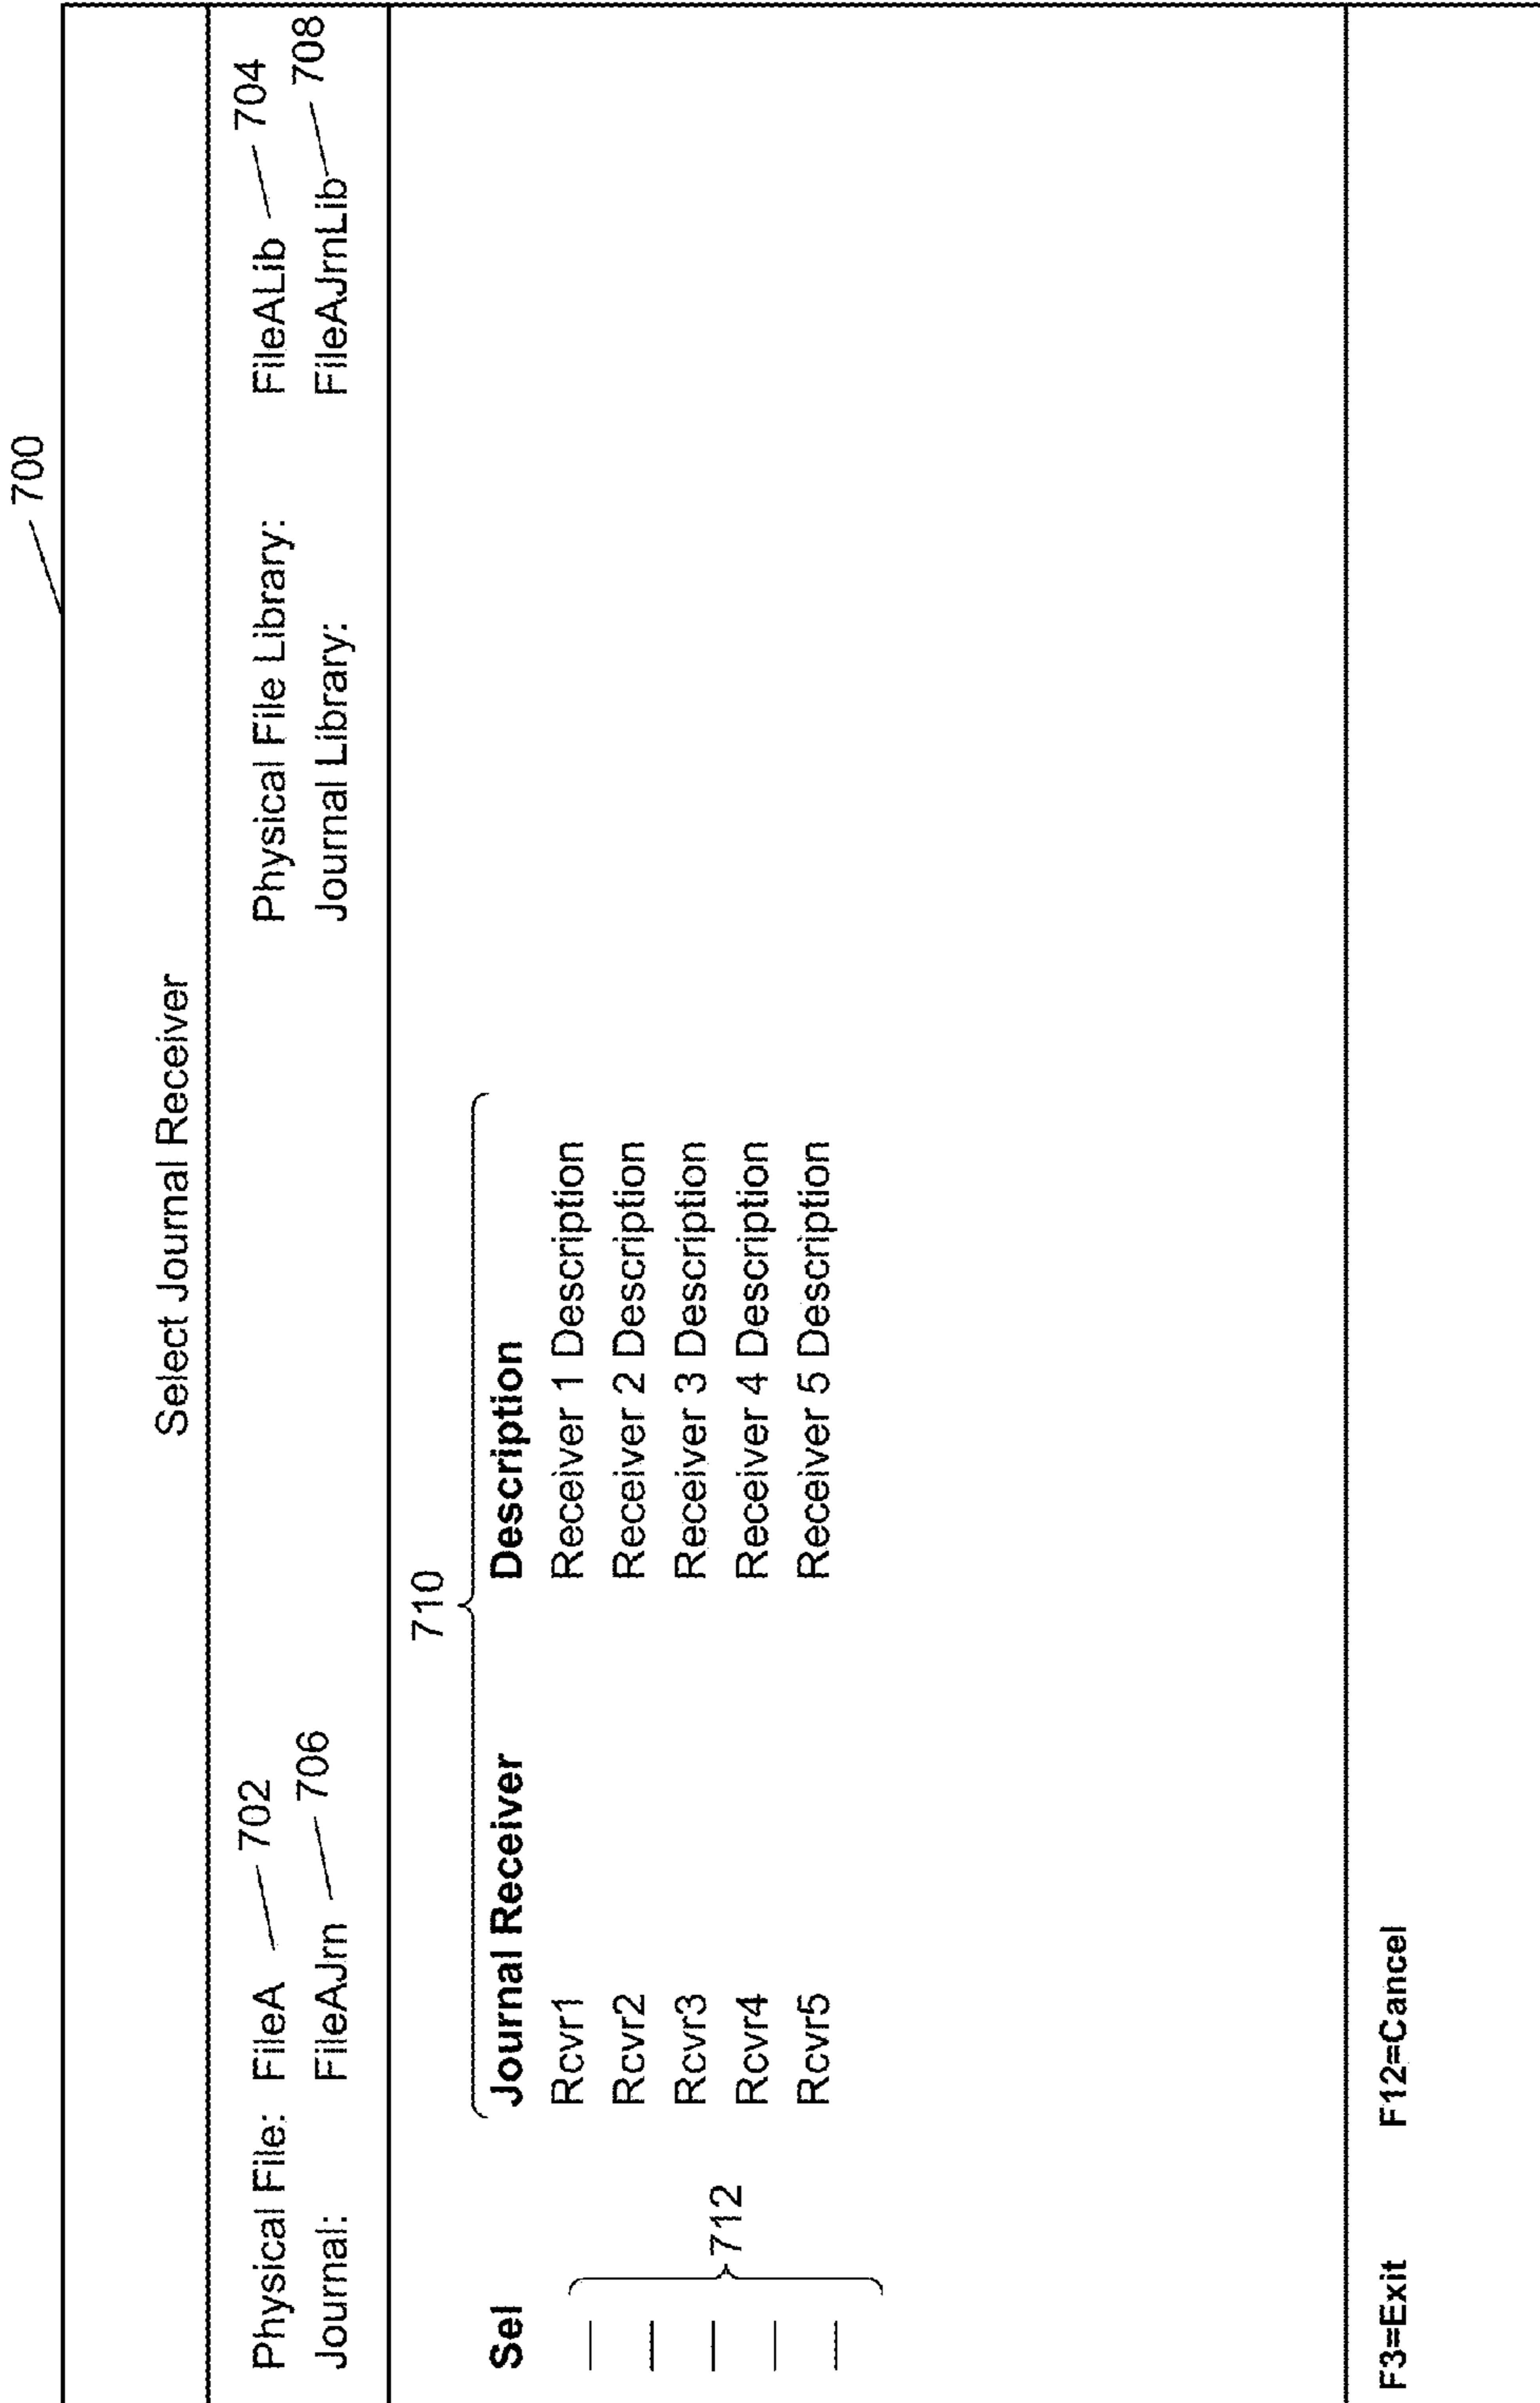 700
Select Journal Receiver
Physical File: FileA 702 Physical File Library: FileALib 704
Journal: FileAJrn 706 Journal Library: FileAJrnLib 708
710
Sel Journal Receiver Description
Rcvr1 Receiver 1 Description
Rcvr2 Receiver 2 Description
Rcvr3 Receiver 3 Description
Rcvr4 Receiver 4 Description
Rcvr5 Receiver 5 Description
712
F3=Exit F12=Cancel